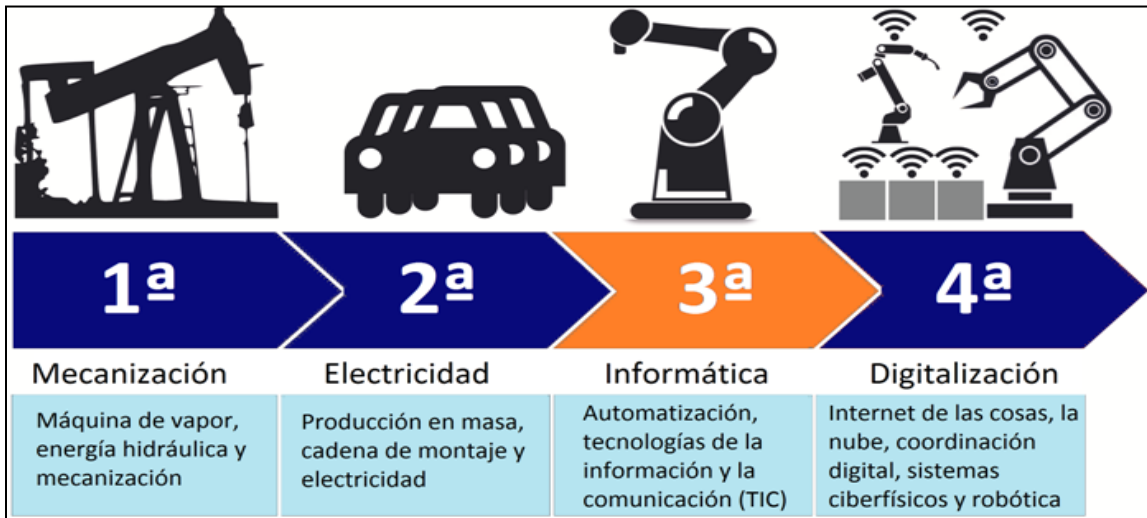 1ª
2ª
3ª
4ª
Mecanización
Electricidad
Informática
Digitalización
Máquina de vapor,
energía hidráulica y
mecanización
Producción en masa,
cadena de montaje y
electricidad
Automatización,
tecnologías de la
información y la
comunicación (TIC)
Internet de las cosas, la
nube, coordinación
digital, sistemas
ciberfísicos y robótica